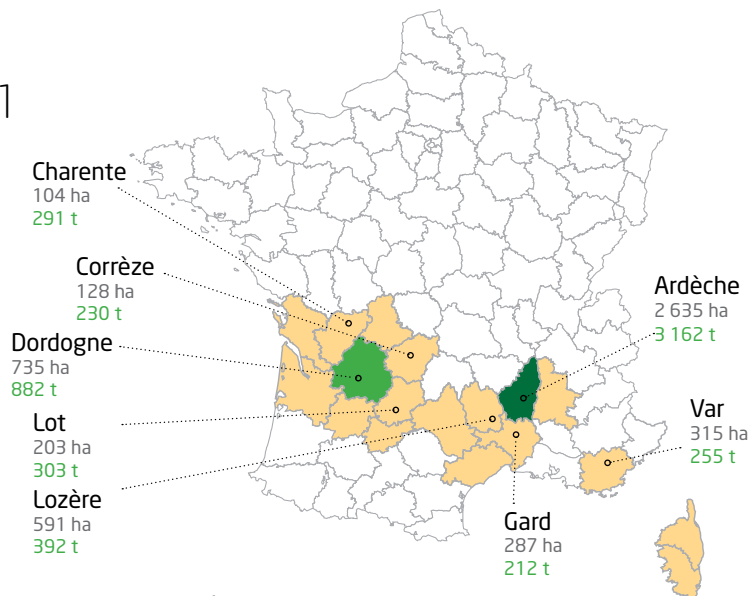 1
Charente
104 ha
291 t
Corrèze
128 ha
230 t
Dordogne
735 ha
882 t
Lot
203 ha
303 t
Lozère
591 ha
392 t
Ardèche
2 635 ha
3 162 t
Var
315 ha
255 t
Gard
287 ha
212 t